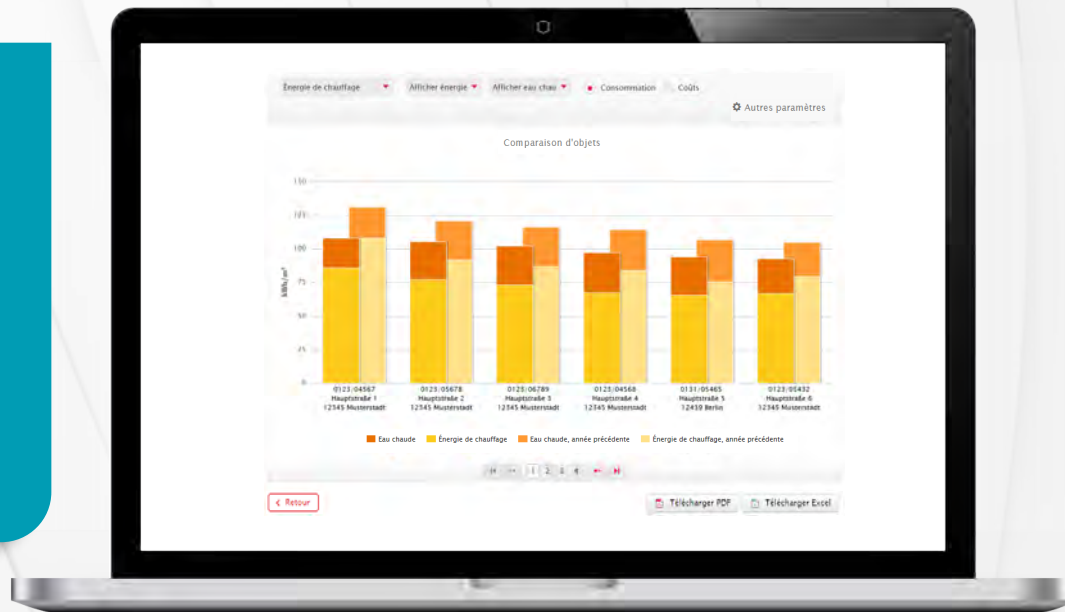 Énergie de chauffage Afficher énergie Afficher eau chau Consommation Coûts
Autres paramètres
Comparaison d'objets
150
125
100
75
50
25
0
kWh/m²
0123/04567 0123/05678 0123/06789 0123/04568 0131/05465 0123/05432
Hauptstraße 1 Hauptstraße 2 Hauptstraße 3 Hauptstraße 4 Hauptstraße 5 Hauptstraße 6
12345 Musterstadt 12345 Musterstadt 12345 Musterstadt 12345 Musterstadt 12459 Berlin 12345 Musterstadt
Eau chaude Énergie de chauffage Eau chaude, année précédente Énergie de chauffage, année précédente
1 2 3 4
Retour Télécharger PDF Télécharger Excel